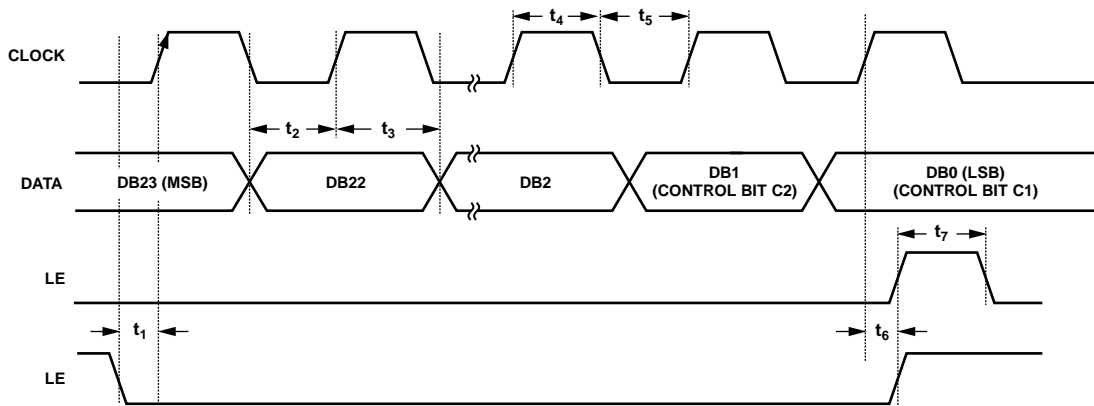 t4 t5
CLOCK
t2 t3
DATA DB23 (MSB) DB22 DB2 DB1 (CONTROL BIT C2) DB0 (LSB) (CONTROL BIT C1)
t7
LE
t1 t6
LE